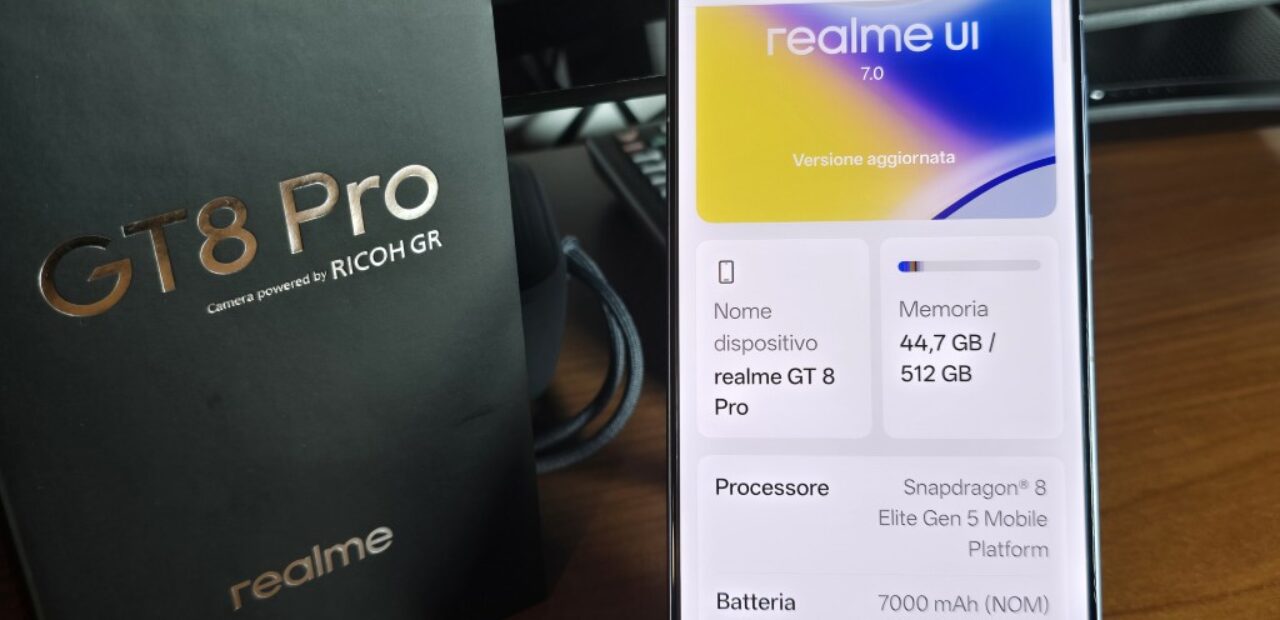 GT8 Pro
Camera powered by RICOH GR
realme
realme UI
7.0
Versione aggiornata
Nome
dispositivo
realme GT 8
Pro
Memoria
44,7 GB /
512 GB
Processore
Snapdragon® 8
Elite Gen 5 Mobile
Platform
Batteria
7000 mAh (NOM)